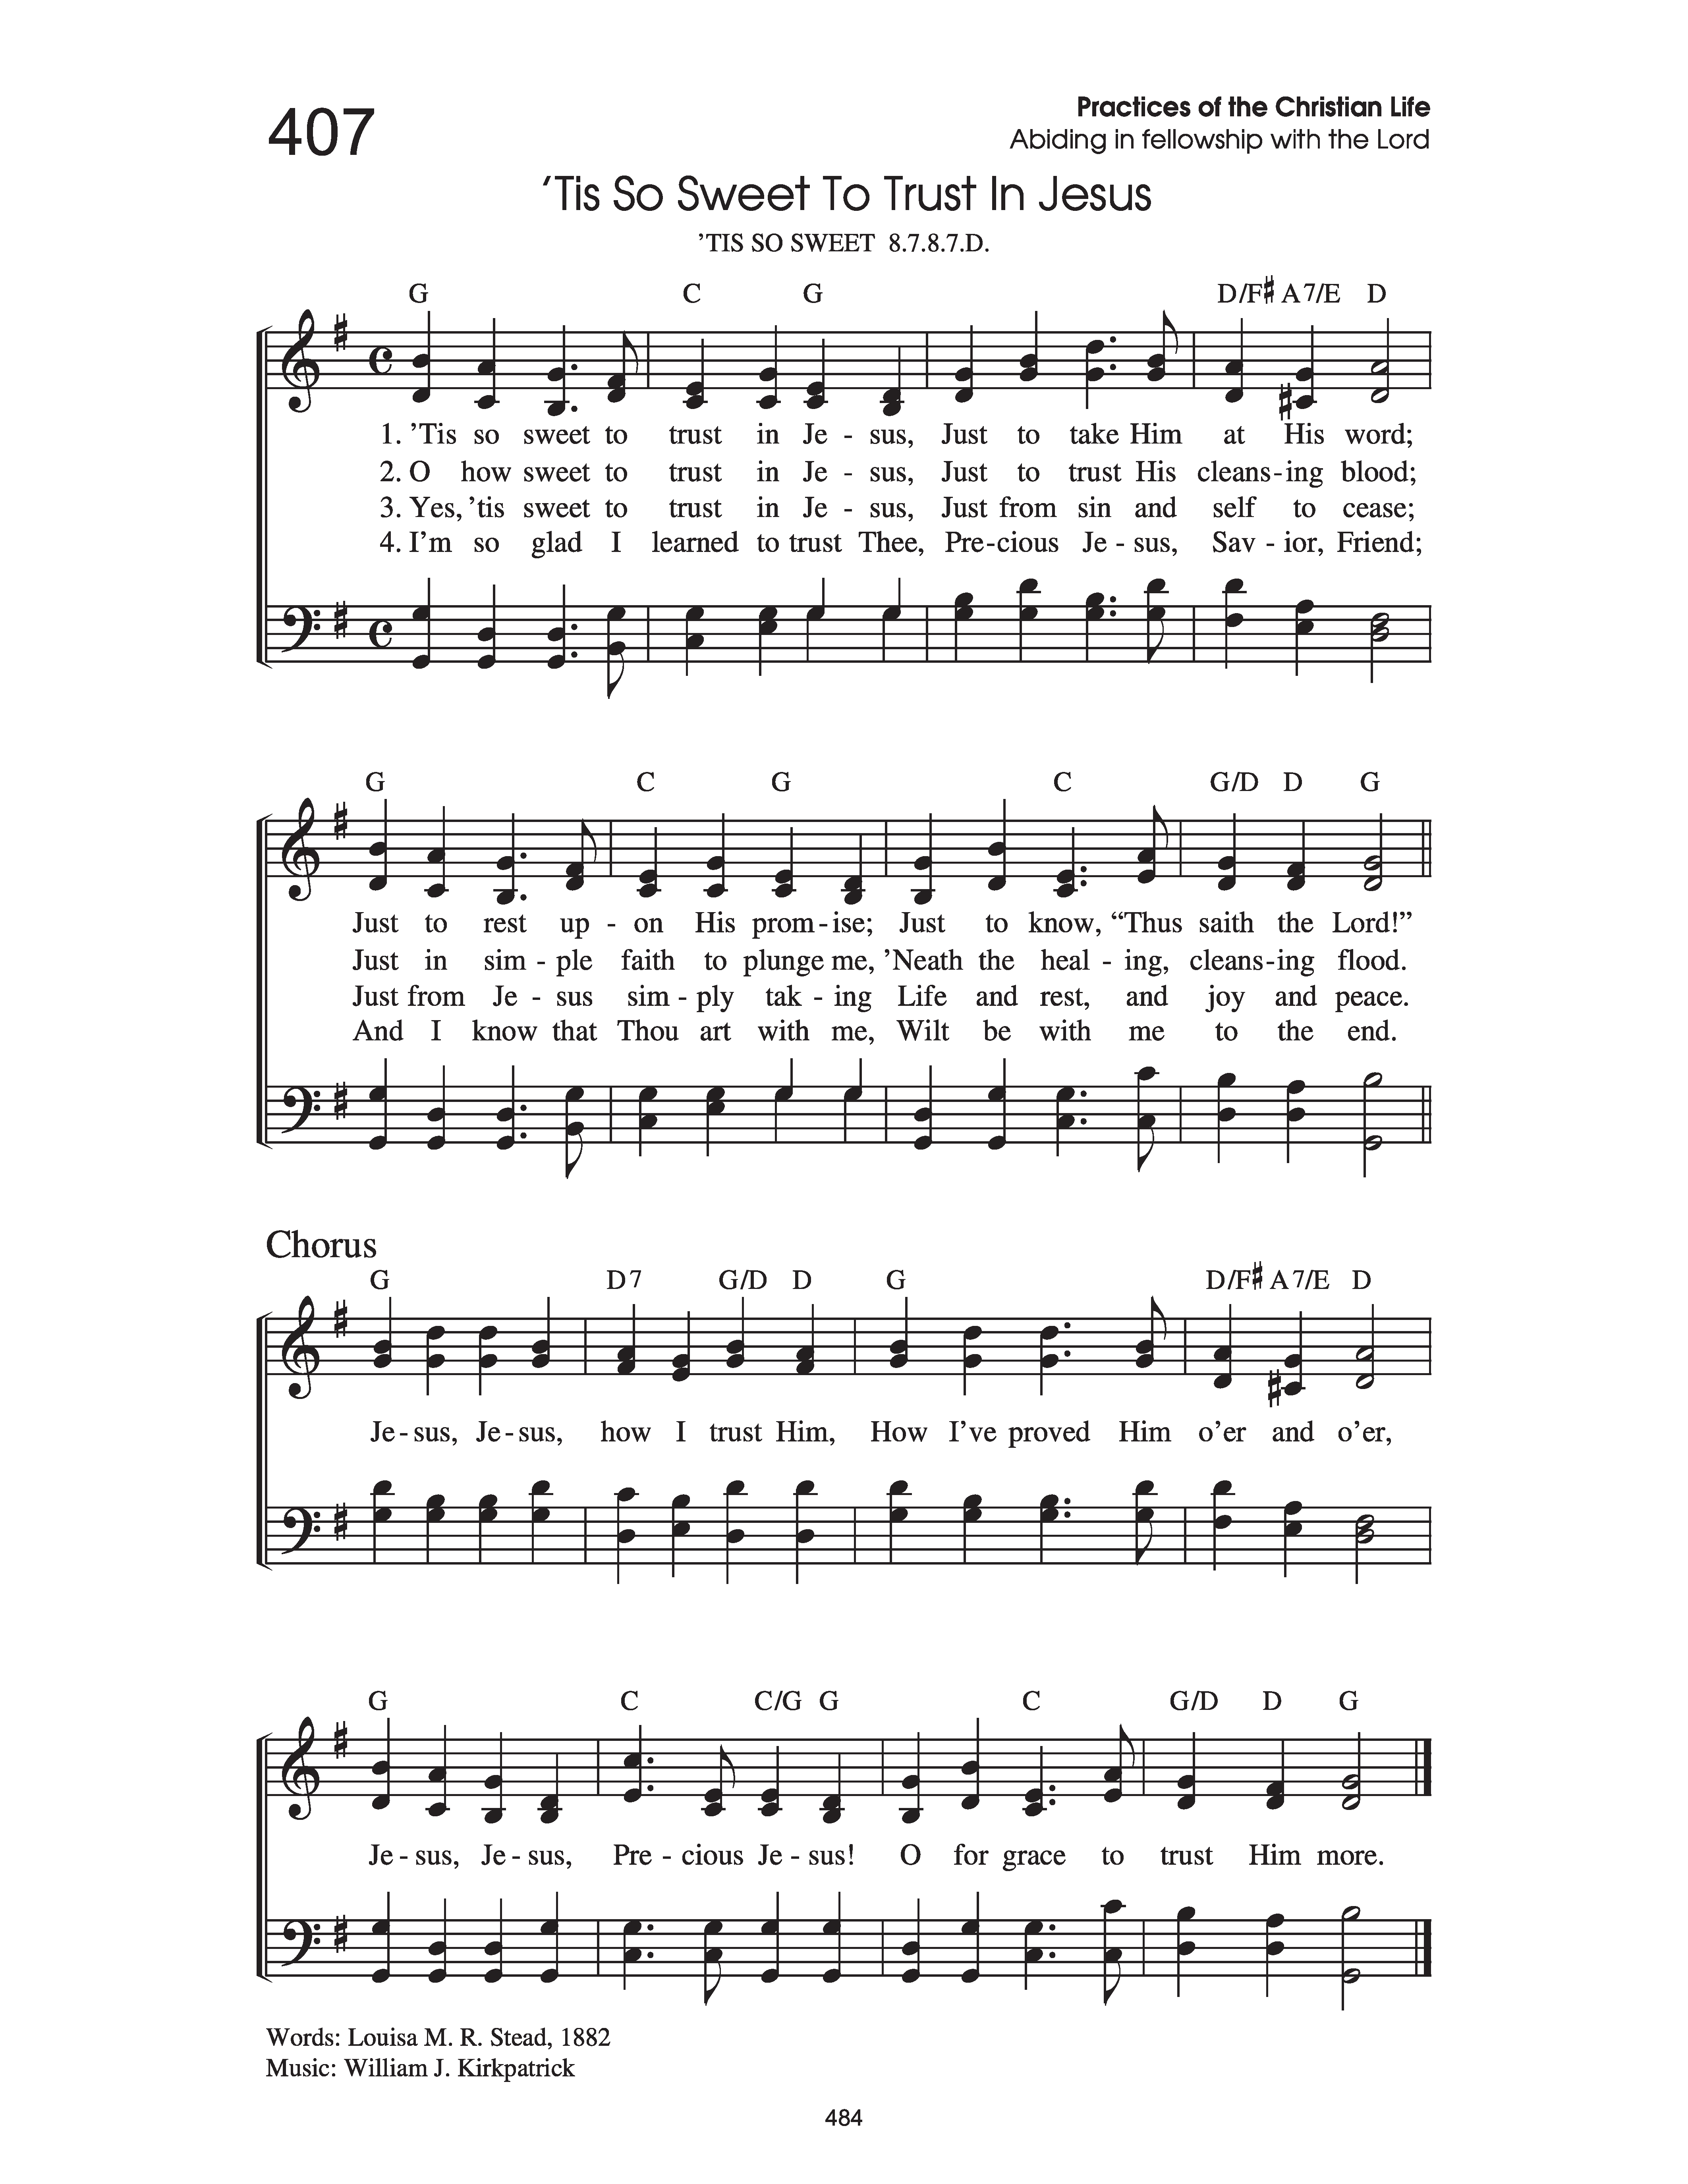 407
Practices of the Christian Life
Abiding in fellowship with the Lord
’Tis So Sweet To Trust In Jesus
’TIS SO SWEET 8.7.8.7.D.
G C G D/F♯ A7/E D
1. ’Tis so sweet to trust in Je - sus, Just to take Him at His word;
2. O how sweet to trust in Je - sus, Just to trust His cleans - ing blood;
3. Yes, ’tis sweet to trust in Je - sus, Just from sin and self to cease;
4. I’m so glad I learned to trust Thee, Pre - cious Je - sus, Sav - ior, Friend;
G C G C G/D D G
Just to rest up - on His prom - ise; Just to know, “Thus saith the Lord!”
Just in sim - ple faith to plunge me, ’Neath the heal - ing, cleans - ing flood.
Just from Je - sus sim - ply tak - ing Life and rest, and joy and peace.
And I know that Thou art with me, Wilt be with me to the end.
Chorus
G D7 G/D D G D/F♯ A7/E D
Je - sus, Je - sus, how I trust Him, How I’ve proved Him o’er and o’er,
G C C/G G C G/D D G
Je - sus, Je - sus, Pre - cious Je - sus! O for grace to trust Him more.
Words: Louisa M. R. Stead, 1882
Music: William J. Kirkpatrick
484